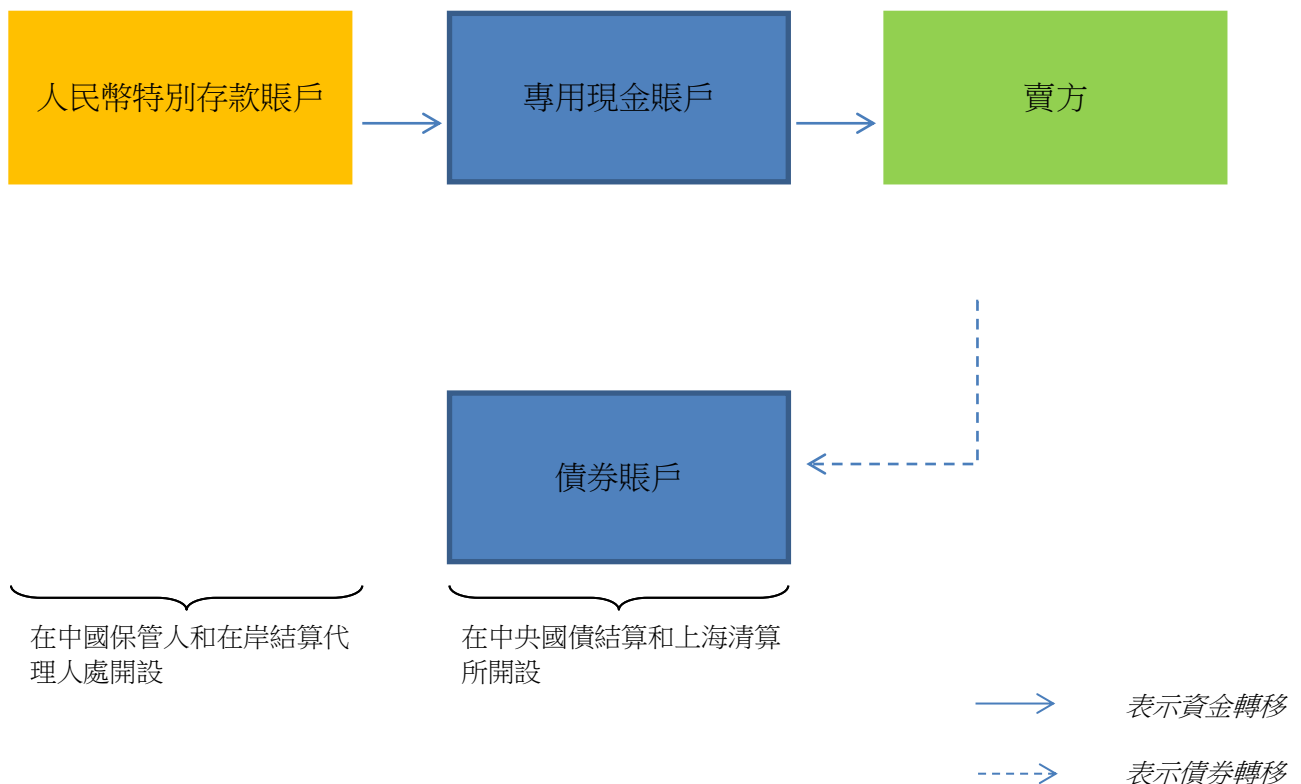 人民幣特別存款賬戶
專用現金賬戶
賣方
債券賬戶
在中國保管人和在岸結算代
理人處開設
在中央國債結算和上海清算
所開設
表示資金轉移
表示債券轉移